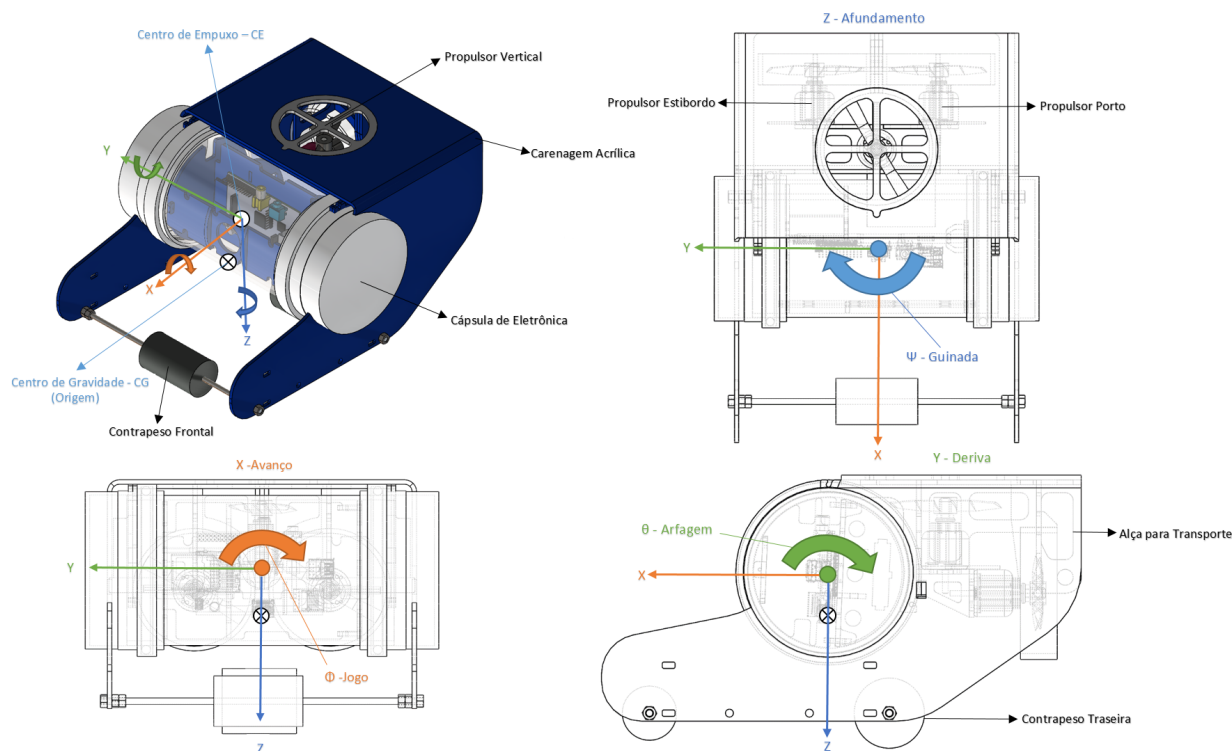 Centro de Empuxo – CE
Propulsor Vertical
Y
Carenagem Acrílica
X
Z
Cápsula de Eletrônica
Centro de Gravidade - CG
(Origem)
Contrapeso Frontal
Z - Afundamento
Propulsor Estibordo
Propulsor Porto
Y
Ψ - Guinada
X
X -Avanço
Y
Φ -Jogo
Z
Y - Deriva
θ - Arfagem
Alça para Transporte
X
Contrapeso Traseira
Z